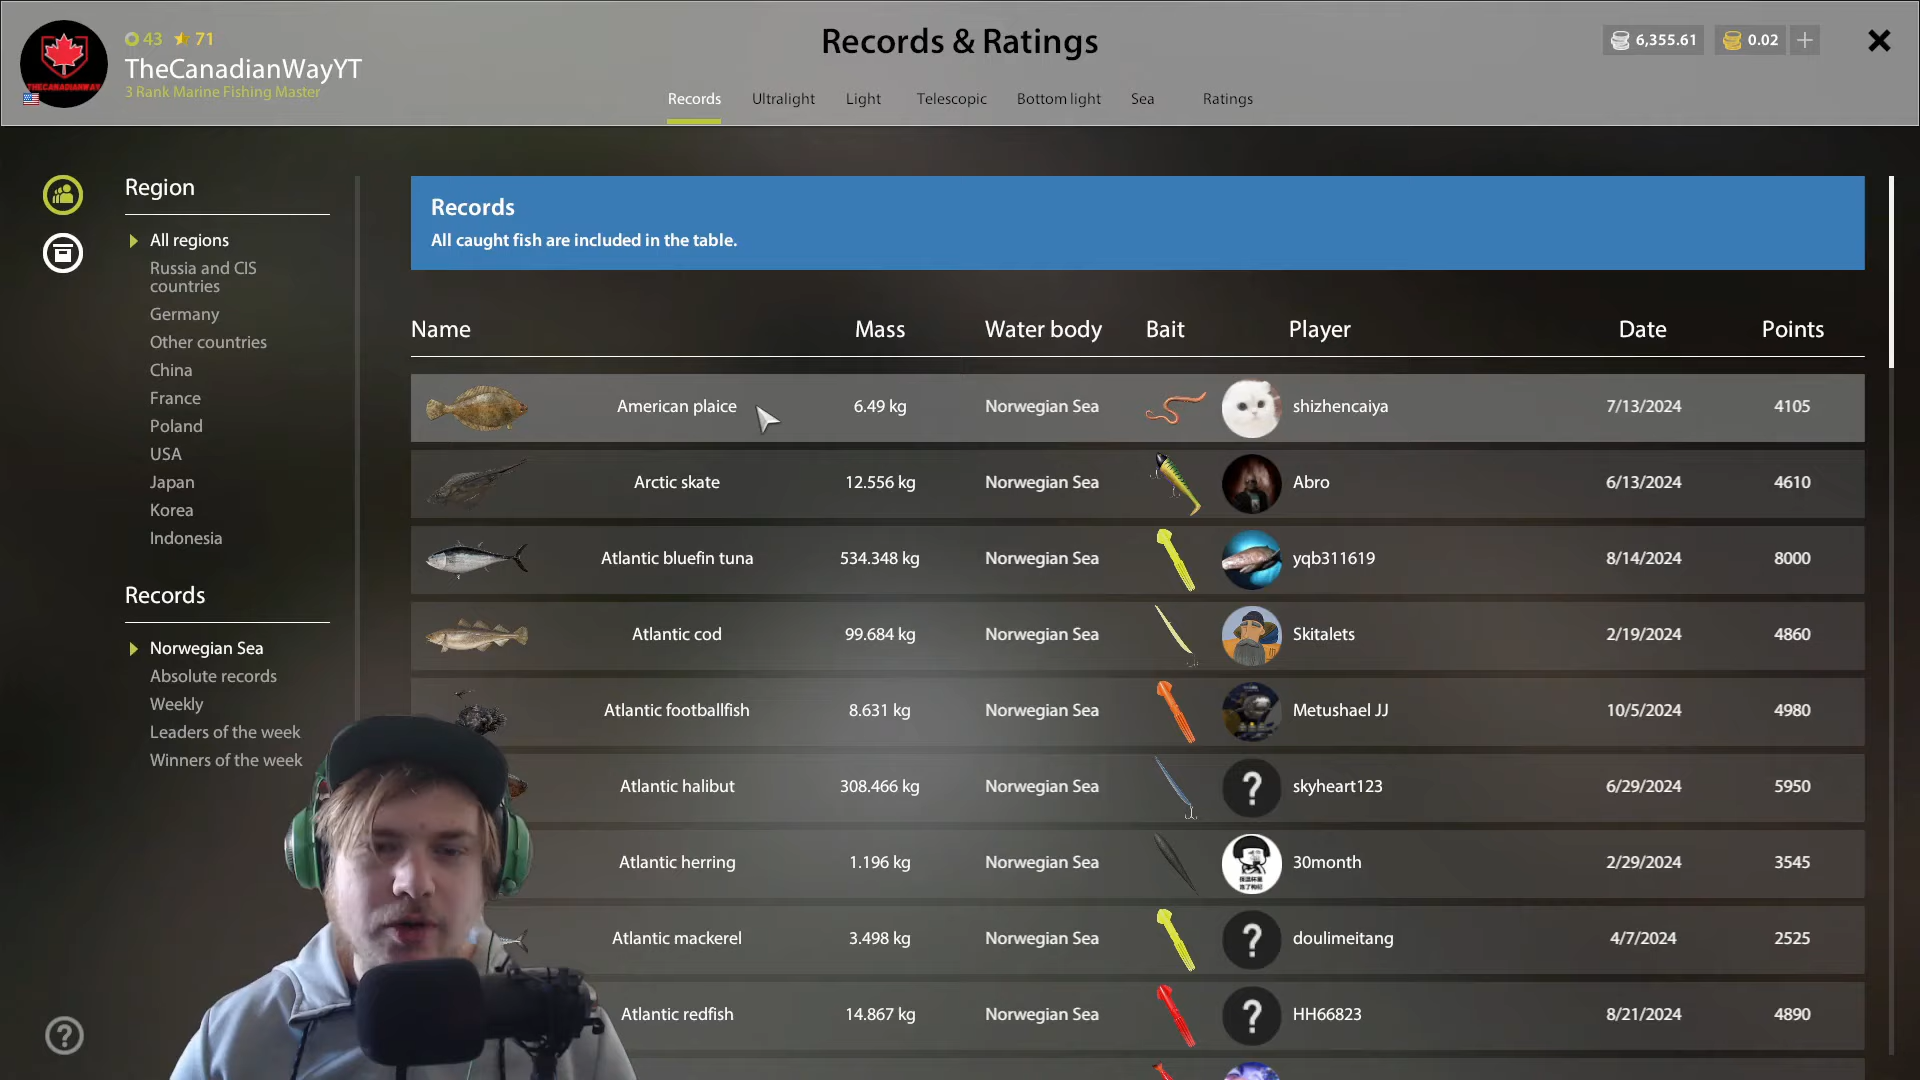 43 71
TheCanadianWayYT
3 Rank Marine Fishing Master
THECANADIANWAY
Records & Ratings
6,355.61 0.02
Records Ultralight Light Telescopic Bottom light Sea Ratings
Region
All regions
Russia and CIS
countries
Germany
Other countries
China
France
Poland
USA
Japan
Korea
Indonesia
Records
Norwegian Sea
Absolute records
Weekly
Leaders of the week
Winners of the week
Records
All caught fish are included in the table.
Name Mass Water body Bait Player Date Points
American plaice 6.49 kg Norwegian Sea shizhencaiya 7/13/2024 4105
Arctic skate 12.556 kg Norwegian Sea Abro 6/13/2024 4610
Atlantic bluefin tuna 534.348 kg Norwegian Sea yqb311619 8/14/2024 8000
Atlantic cod 99.684 kg Norwegian Sea Skitalets 2/19/2024 4860
Atlantic footballfish 8.631 kg Norwegian Sea Metushael JJ 10/5/2024 4980
Atlantic halibut 308.466 kg Norwegian Sea ? skyheart123 6/29/2024 5950
Atlantic herring 1.196 kg Norwegian Sea 30month 2/29/2024 3545
Atlantic mackerel 3.498 kg Norwegian Sea ? doulimeitang 4/7/2024 2525
Atlantic redfish 14.867 kg Norwegian Sea ? HH66823 8/21/2024 4890
?